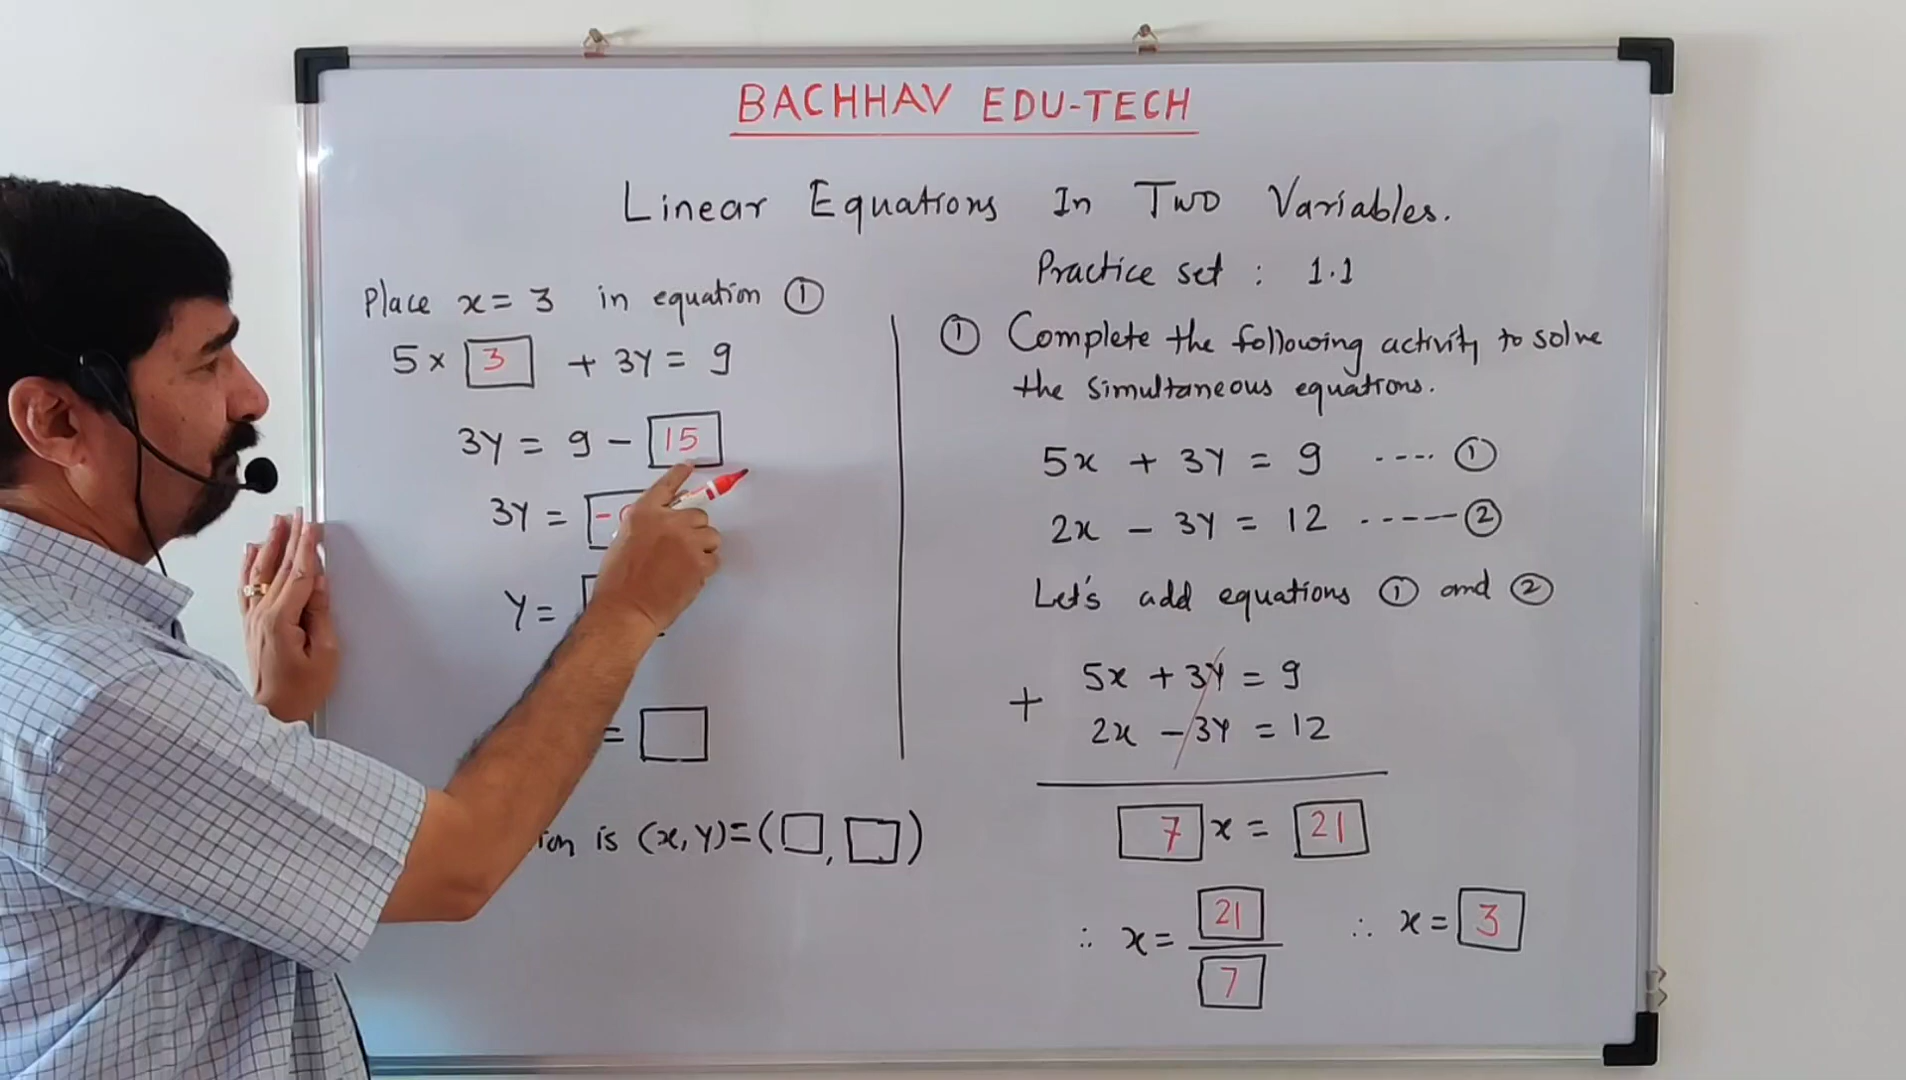 BACHHAV EDU-TECH
Linear Equations In Two Variables.
Practice set : 1.1
① Complete the following activity to solve
the simultaneous equations.
5x + 3y = 9 ---- ①
2x - 3y = 12 ----- ②
Let's add equations ① and ②
5x + 3y = 9
+
2x - 3y = 12
7 x = 21
∴ x = 21/7 ∴ x = 3
Place x = 3 in equation ①
5 × 3 + 3y = 9
3y = 9 - 15
3y = -
y =
=
is (x, y) = ( , )